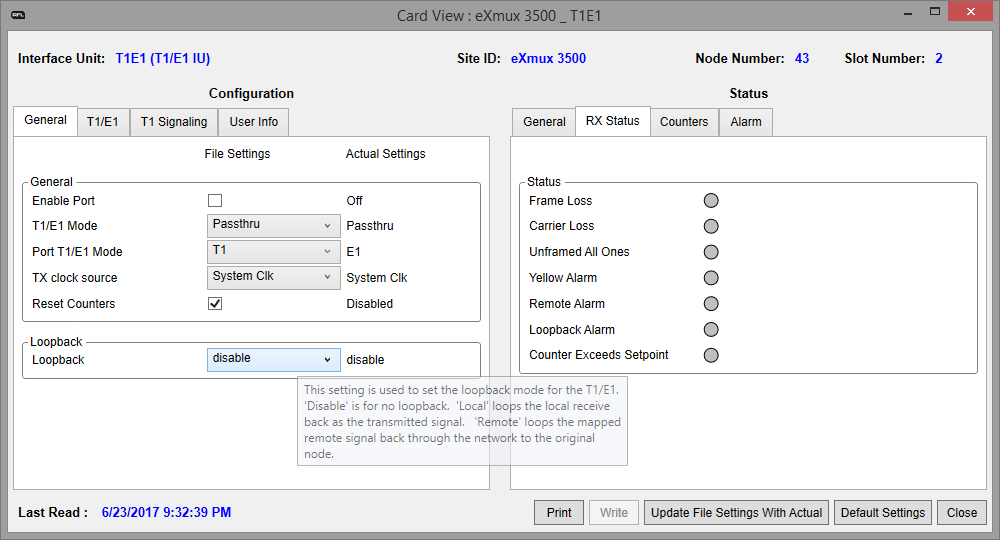 AFL
Card View : eXmux 3500 _ T1E1
Interface Unit: T1E1 (T1/E1 IU) Site ID: eXmux 3500 Node Number: 43 Slot Number: 2
Configuration
General T1/E1 T1 Signaling User Info
File Settings Actual Settings
General
Enable Port Off
T1/E1 Mode Passthru Passthru
Port T1/E1 Mode T1 E1
TX clock source System Clk System Clk
Reset Counters Disabled
Loopback
Loopback disable disable
This setting is used to set the loopback mode for the T1/E1.
'Disable' is for no loopback. 'Local' loops the local receive
back as the transmitted signal. 'Remote' loops the mapped
remote signal back through the network to the original
node.
Status
General RX Status Counters Alarm
Status
Frame Loss
Carrier Loss
Unframed All Ones
Yellow Alarm
Remote Alarm
Loopback Alarm
Counter Exceeds Setpoint
Last Read : 6/23/2017 9:32:39 PM
Print Write Update File Settings With Actual Default Settings Close